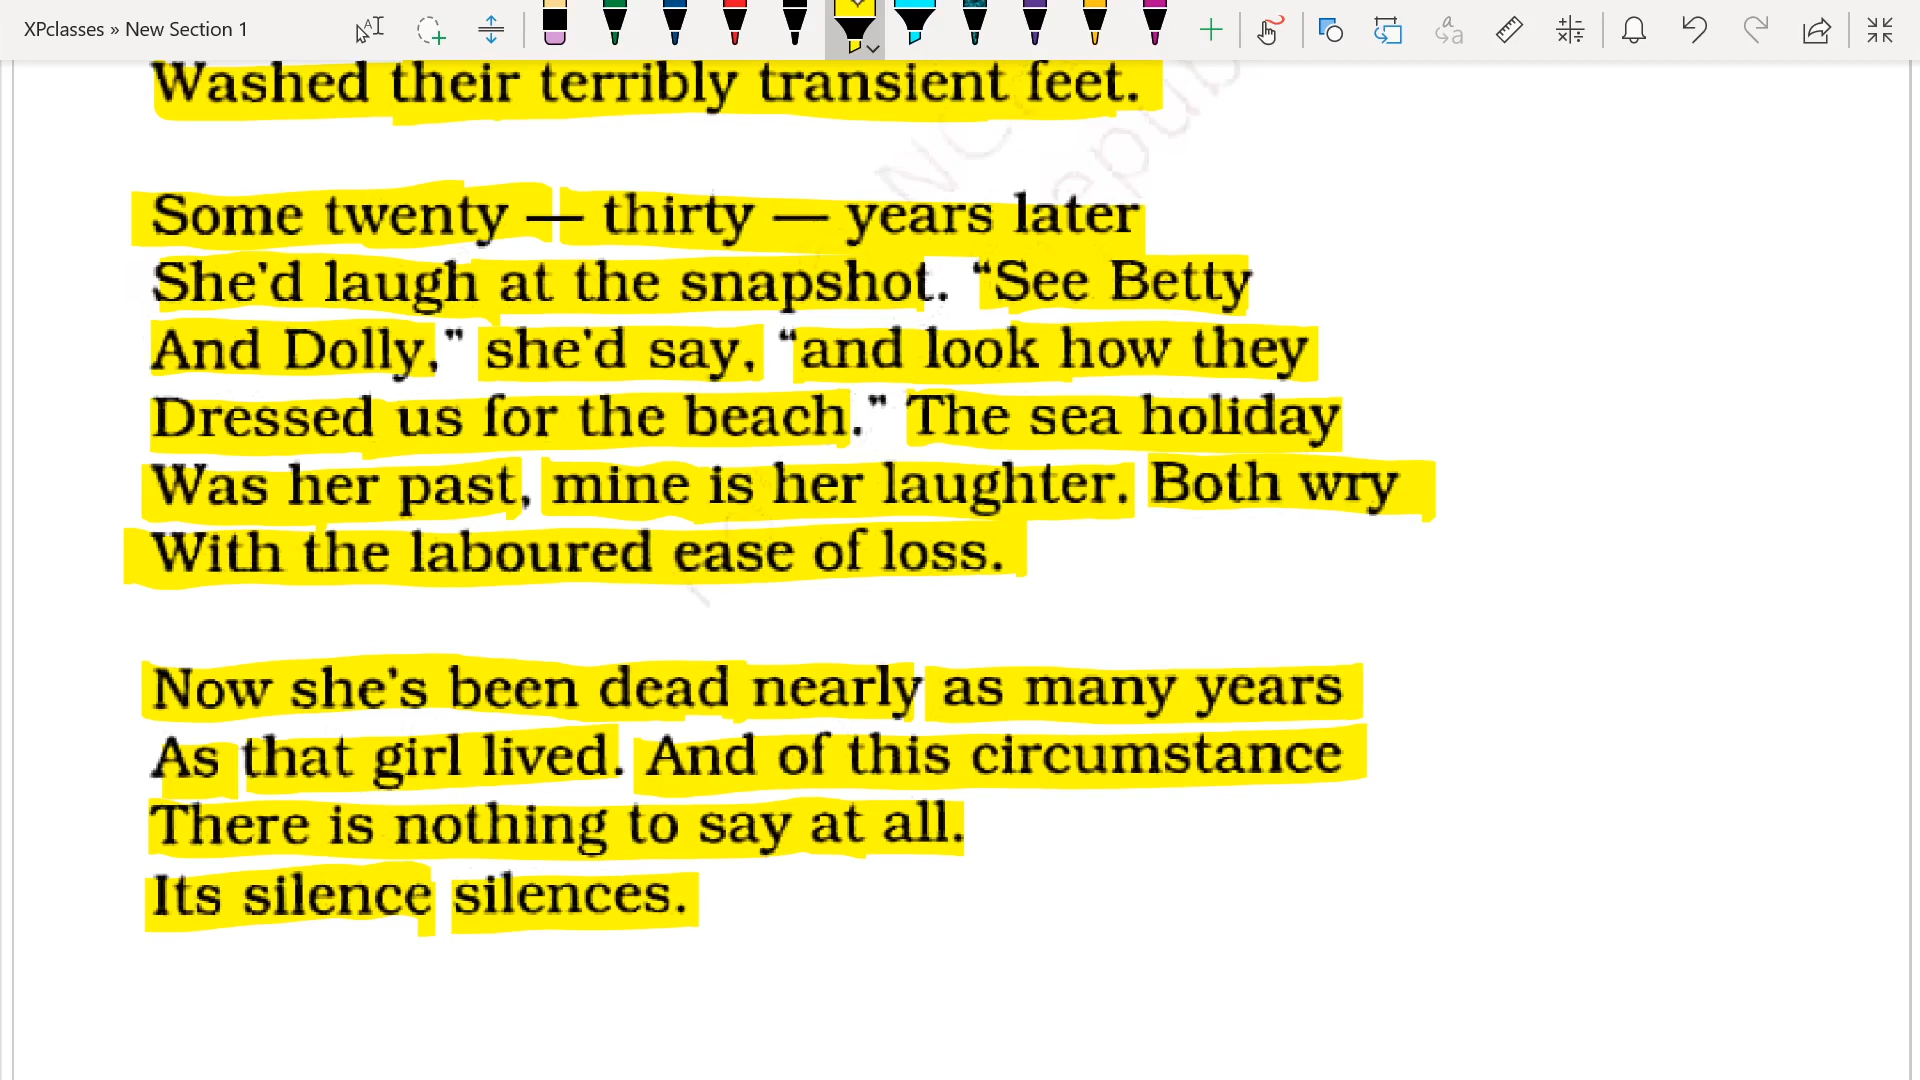 XPclasses » New Section 1
Washed their terribly transient feet.
Some twenty — thirty — years later
She'd laugh at the snapshot. “See Betty
And Dolly,” she'd say, “and look how they
Dressed us for the beach.” The sea holiday
Was her past, mine is her laughter. Both wry
With the laboured ease of loss.
Now she's been dead nearly as many years
As that girl lived. And of this circumstance
There is nothing to say at all.
Its silence silences.